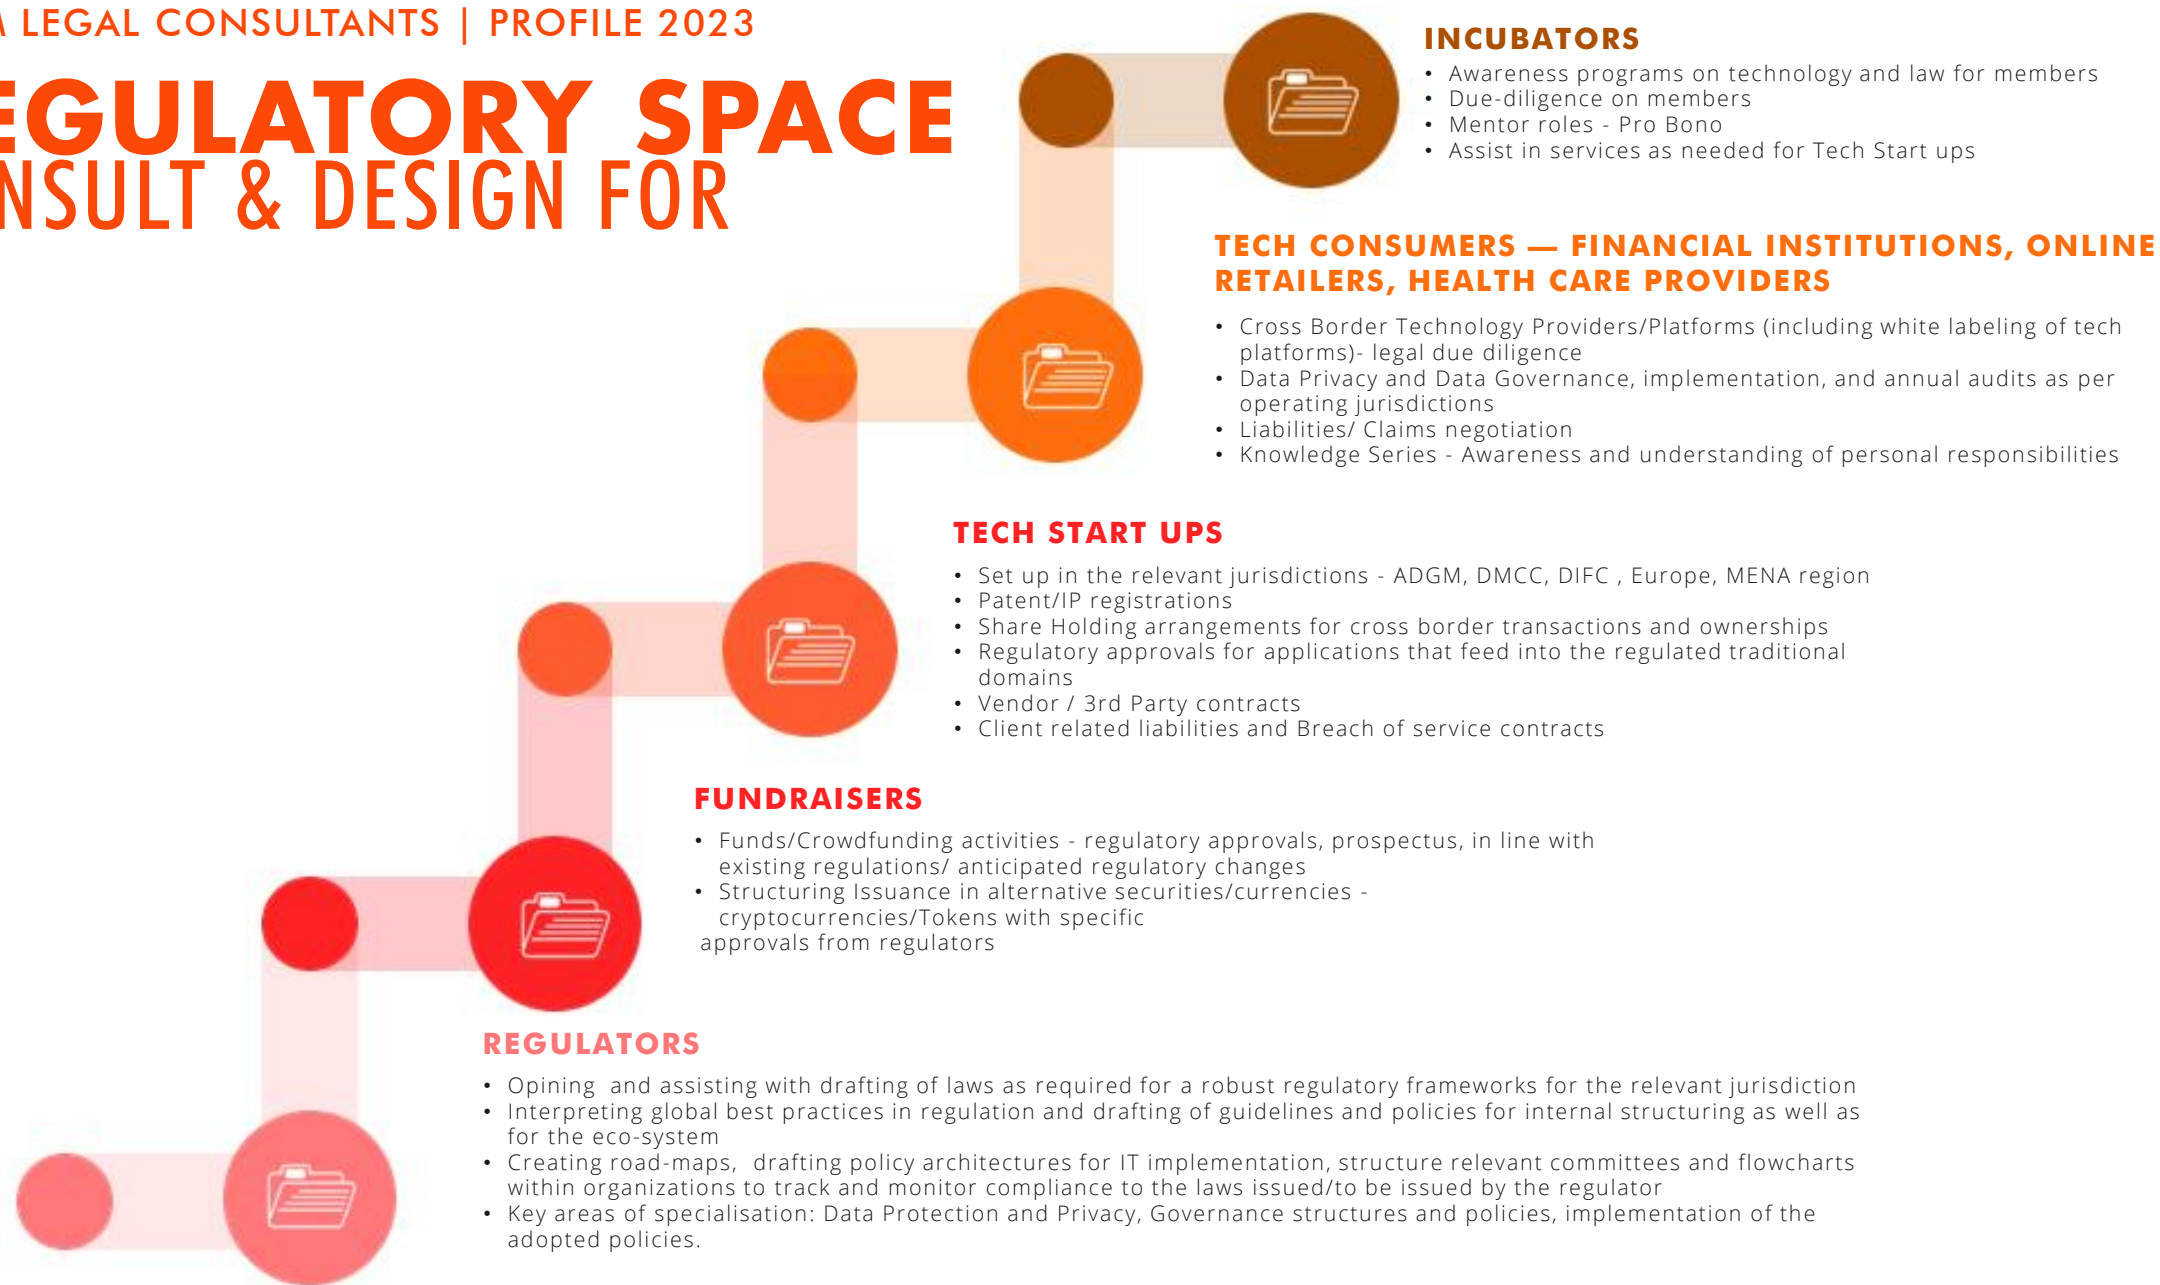 LEGAL CONSULTANTS | PROFILE 2023
EGULATORY SPACE
NSULT & DESIGN FOR
INCUBATORS
• Awareness programs on technology and law for members
• Due-diligence on members
• Mentor roles - Pro Bono
• Assist in services as needed for Tech Start ups
TECH CONSUMERS — FINANCIAL INSTITUTIONS, ONLINE
RETAILERS, HEALTH CARE PROVIDERS
• Cross Border Technology Providers/Platforms (including white labeling of tech
platforms)- legal due diligence
• Data Privacy and Data Governance, implementation, and annual audits as per
operating jurisdictions
• Liabilities/ Claims negotiation
• Knowledge Series - Awareness and understanding of personal responsibilities
TECH START UPS
• Set up in the relevant jurisdictions - ADGM, DMCC, DIFC , Europe, MENA region
• Patent/IP registrations
• Share Holding arrangements for cross border transactions and ownerships
• Regulatory approvals for applications that feed into the regulated traditional
domains
• Vendor / 3rd Party contracts
• Client related liabilities and Breach of service contracts
FUNDRAISERS
• Funds/Crowdfunding activities - regulatory approvals, prospectus, in line with
existing regulations/ anticipated regulatory changes
• Structuring Issuance in alternative securities/currencies -
cryptocurrencies/Tokens with specific
approvals from regulators
REGULATORS
• Opining and assisting with drafting of laws as required for a robust regulatory frameworks for the relevant jurisdiction
• Interpreting global best practices in regulation and drafting of guidelines and policies for internal structuring as well as
for the eco-system
• Creating road-maps, drafting policy architectures for IT implementation, structure relevant committees and flowcharts
within organizations to track and monitor compliance to the laws issued/to be issued by the regulator
• Key areas of specialisation: Data Protection and Privacy, Governance structures and policies, implementation of the
adopted policies.